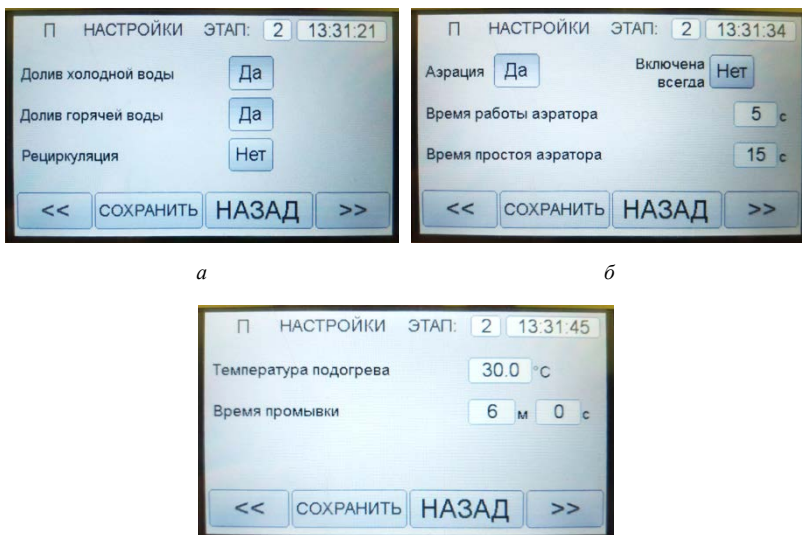 П НАСТРОЙКИ ЭТАП: 2 13:31:21
Долив холодной воды Да
Долив горячей воды Да
Рециркуляция Нет
<< СОХРАНИТЬ НАЗАД >>
П НАСТРОЙКИ ЭТАП: 2 13:31:34
Аэрация Да Включена всегда Нет
Время работы аэратора 5 с
Время простоя аэратора 15 с
<< СОХРАНИТЬ НАЗАД >>
а
б
П НАСТРОЙКИ ЭТАП: 2 13:31:45
Температура подогрева 30.0 °C
Время промывки 6 м 0 с
<< СОХРАНИТЬ НАЗАД >>